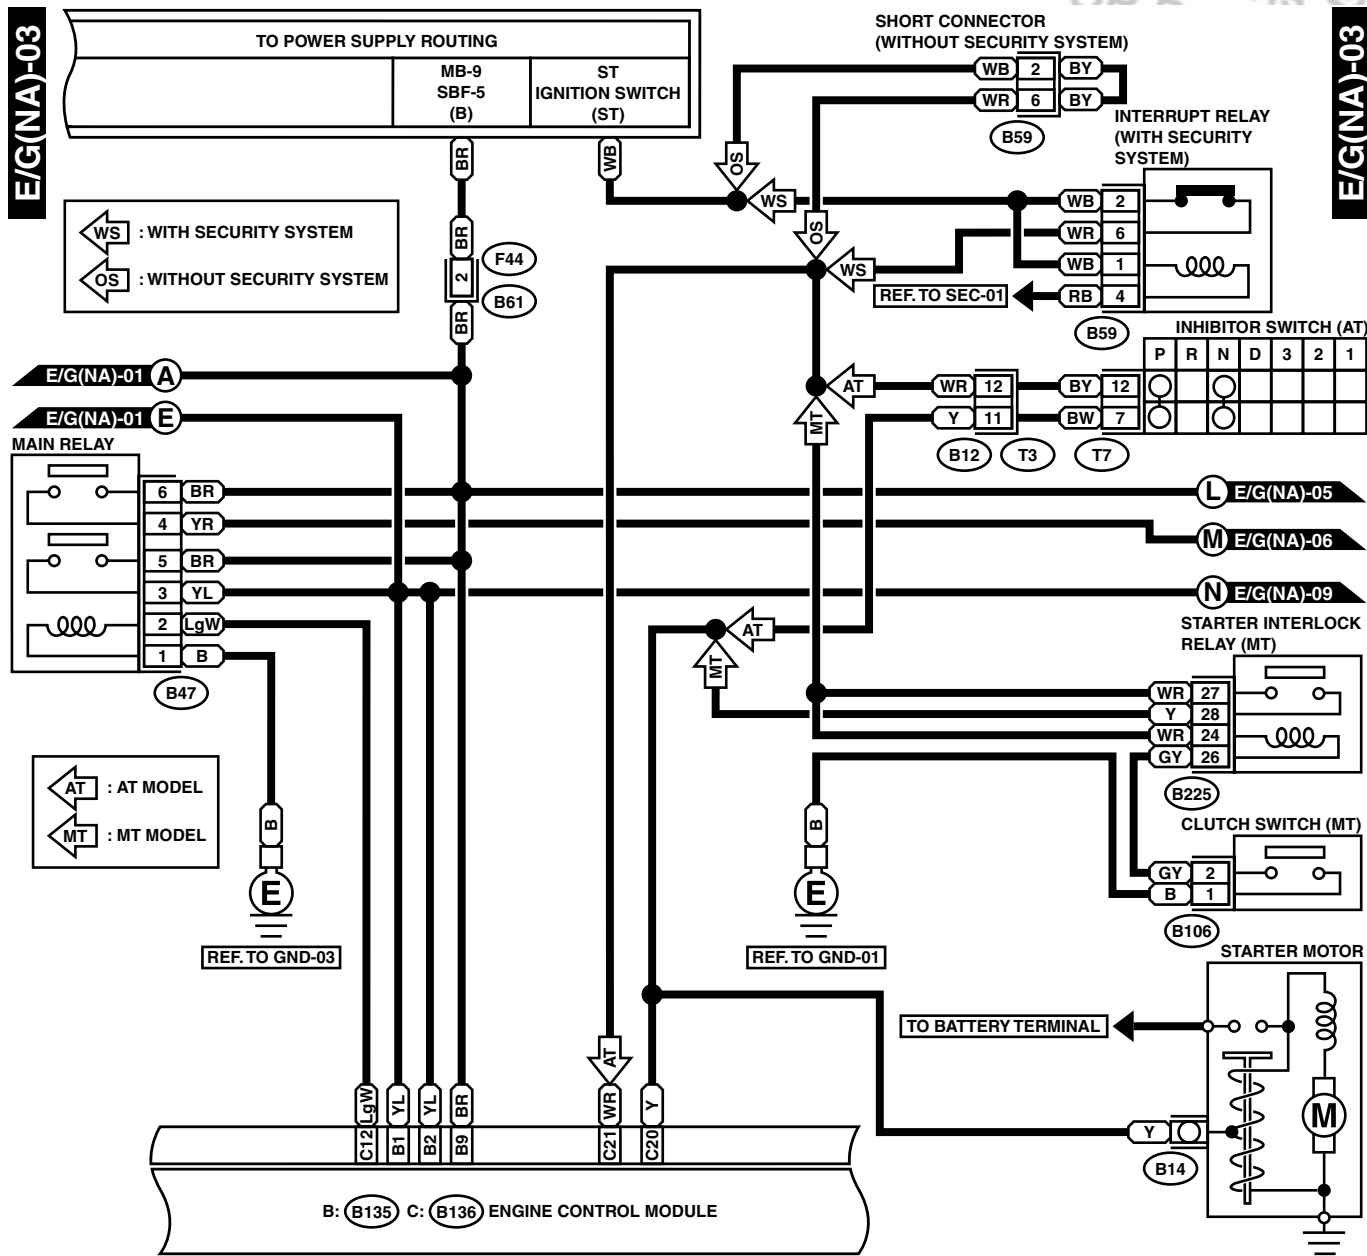 E/G(NA)-03
E/G(NA)-03
TO POWER SUPPLY ROUTING
MB-9
SBF-5
(B)
ST
IGNITION SWITCH
(ST)
SHORT CONNECTOR
(WITHOUT SECURITY SYSTEM)
WB 2 BY
WR 6 BY
B59
BR
WB
OS
INTERRUPT RELAY
(WITH SECURITY
SYSTEM)
WS : WITH SECURITY SYSTEM
OS : WITHOUT SECURITY SYSTEM
BR
2
BR
F44
B61
WS
OS
WS
WB 2
WR 6
WB 1
RB 4
REF. TO SEC-01
B59
INHIBITOR SWITCH (AT)
P R N D 3 2 1
E/G(NA)-01 A
E/G(NA)-01 E
AT
MT
WR 12 BY 12
Y 11 BW 7
B12 T3 T7
MAIN RELAY
6 BR
4 YR
5 BR
3 YL
2 LgW
1 B
B47
L E/G(NA)-05
M E/G(NA)-06
N E/G(NA)-09
AT
MT
STARTER INTERLOCK
RELAY (MT)
WR 27
Y 28
WR 24
GY 26
B225
AT : AT MODEL
MT : MT MODEL
B
E
REF. TO GND-03
B
E
REF. TO GND-01
CLUTCH SWITCH (MT)
GY 2
B 1
B106
STARTER MOTOR
TO BATTERY TERMINAL
M
Y
B14
AT
LgW YL YL BR WR Y
C12 B1 B2 B9 C21 C20
B: B135 C: B136 ENGINE CONTROL MODULE